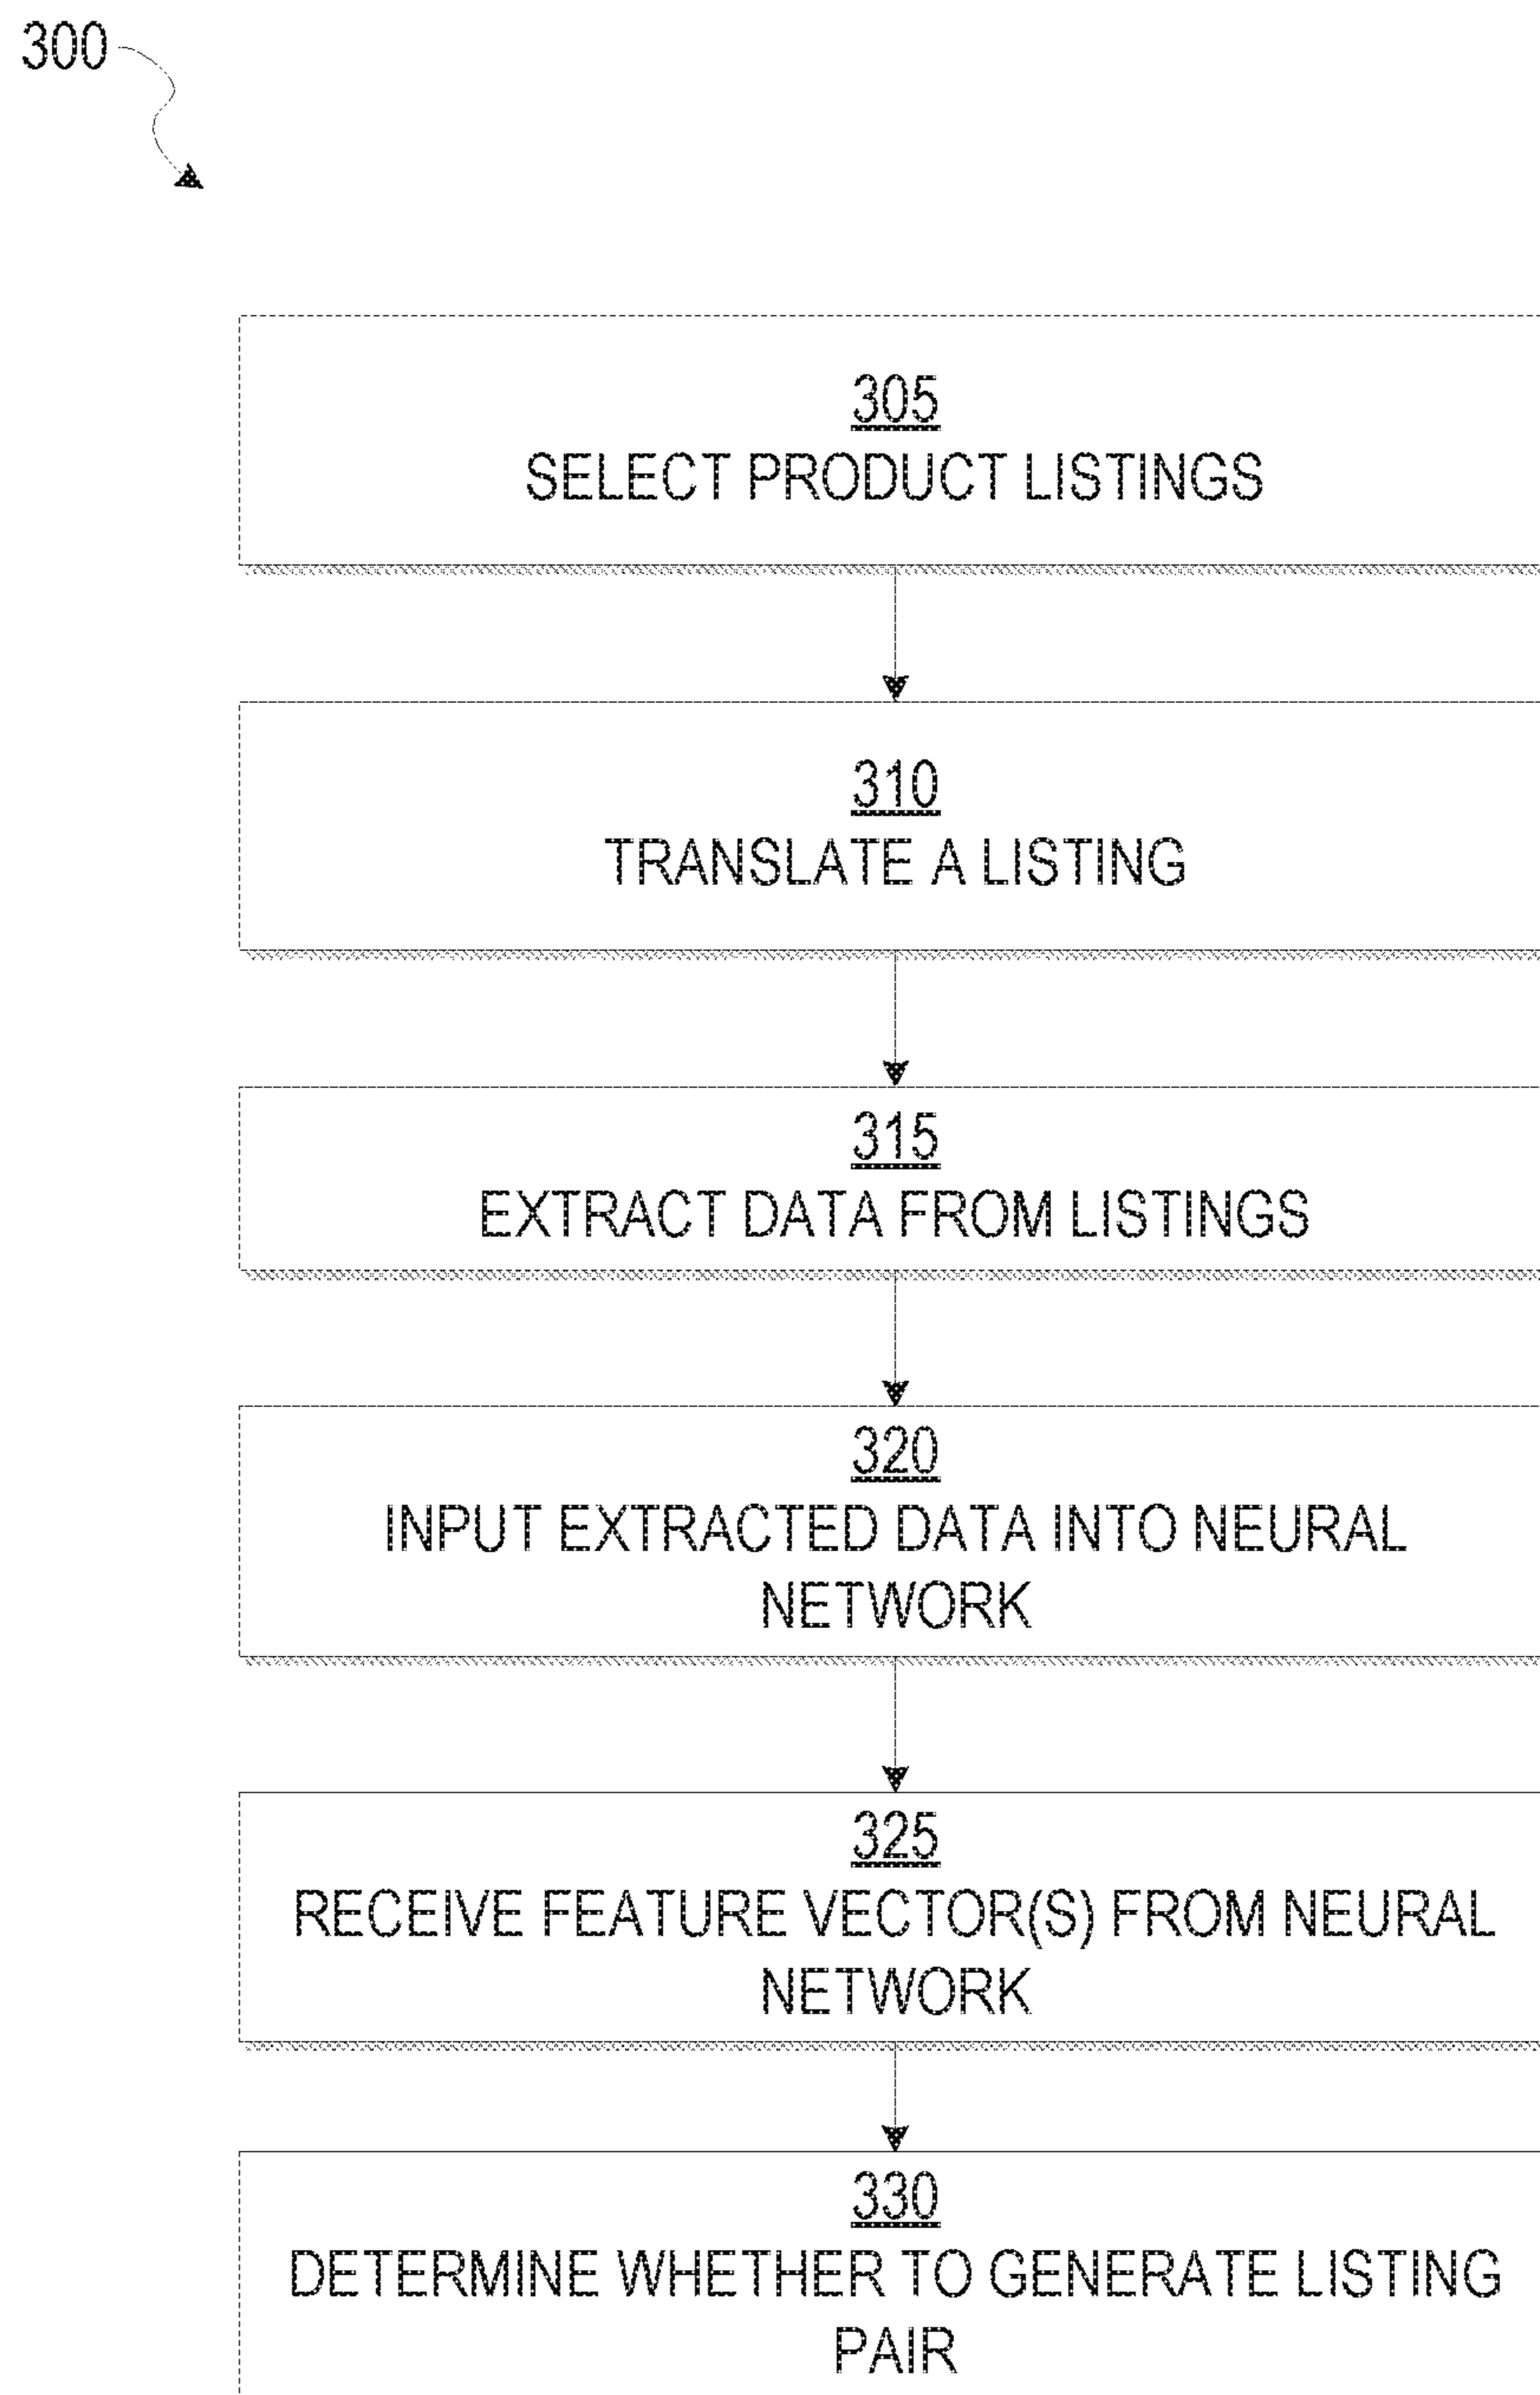 300
305
SELECT PRODUCT LISTINGS
310
TRANSLATE A LISTING
315
EXTRACT DATA FROM LISTINGS
320
INPUT EXTRACTED DATA INTO NEURAL
NETWORK
325
RECEIVE FEATURE VECTOR(S) FROM NEURAL
NETWORK
330
DETERMINE WHETHER TO GENERATE LISTING
PAIR